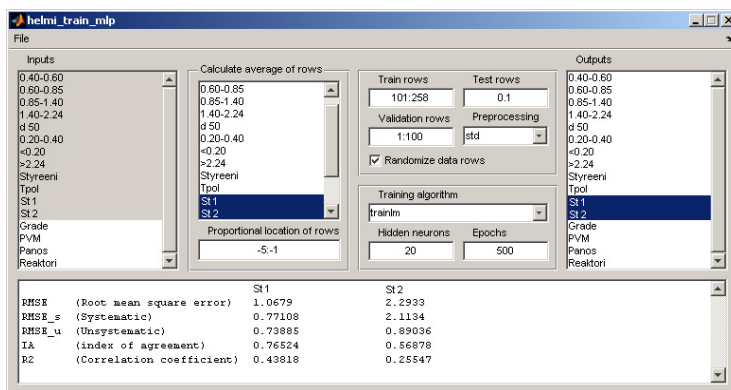 helmi_train_mlp
File
Inputs
0.40-0.60
0.60-0.85
0.85-1.40
1.40-2.24
d 50
0.20-0.40
<0.20
>2.24
Styreeni
Tpol
St 1
St 2
Grade
PVM
Panos
Reaktori
Calculate average of rows
0.60-0.85
0.85-1.40
1.40-2.24
d 50
0.20-0.40
<0.20
>2.24
Styreeni
Tpol
St 1
St 2
Proportional location of rows
-5:-1
Train rows Test rows
101:258 0.1
Validation rows Preprocessing
1:100 std
Randomize data rows
Training algorithm
trainlm
Hidden neurons Epochs
20 500
Outputs
0.40-0.60
0.60-0.85
0.85-1.40
1.40-2.24
d 50
0.20-0.40
<0.20
>2.24
Styreeni
Tpol
St 1
St 2
Grade
PVM
Panos
Reaktori
St 1 St 2
RMSE (Root mean square error) 1.0679 2.2933
RMSE_s (Systematic) 0.77108 2.1134
RMSE_u (Unsystematic) 0.73885 0.89036
IA (index of agreement) 0.76524 0.56878
R2 (Correlation coefficient) 0.43818 0.25547